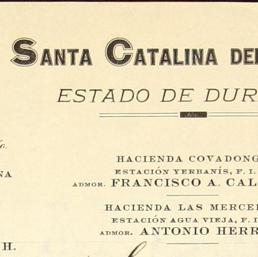 SANTA CATALINA DEL
ESTADO DE DUR
HACIENDA COVADONG
ESTACIÓN YERBANÍS, F. I.
NA
ADMOR. FRANCISCO A. CAL
HACIENDA LAS MERCE
ESTACIÓN AGUA VIEJA, F. I
ADMOR. ANTONIO HERR
H.